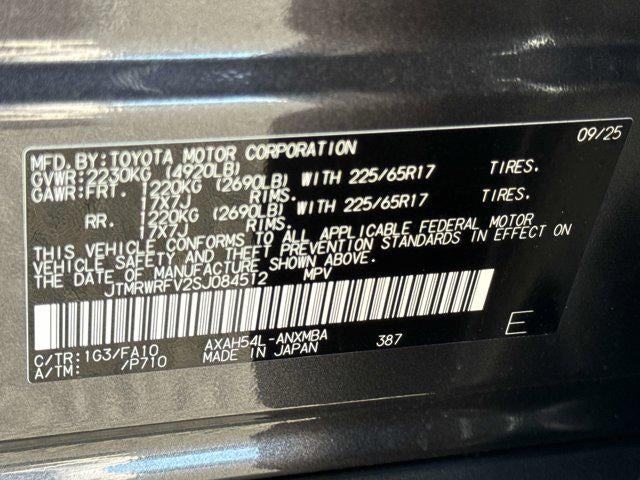 MFD. BY: TOYOTA MOTOR CORPORATION 09/25
GVWR: 2230KG (4920LB)
GAWR: FRT. 1220KG (2690LB) WITH 225/65R17 TIRES.
17X7J RIMS.
RR. 1220KG (2690LB) WITH 225/65R17 TIRES.
17X7J RIMS.
THIS VEHICLE CONFORMS TO ALL APPLICABLE FEDERAL MOTOR
VEHICLE SAFETY AND THEFT PREVENTION STANDARDS IN EFFECT ON
THE DATE OF MANUFACTURE SHOWN ABOVE.
JTMRWRFV2SJ084512 MPV
C/TR: 1G3/FA10 AXAH54L-ANXMBA 387 E
A/TM: /P710 MADE IN JAPAN